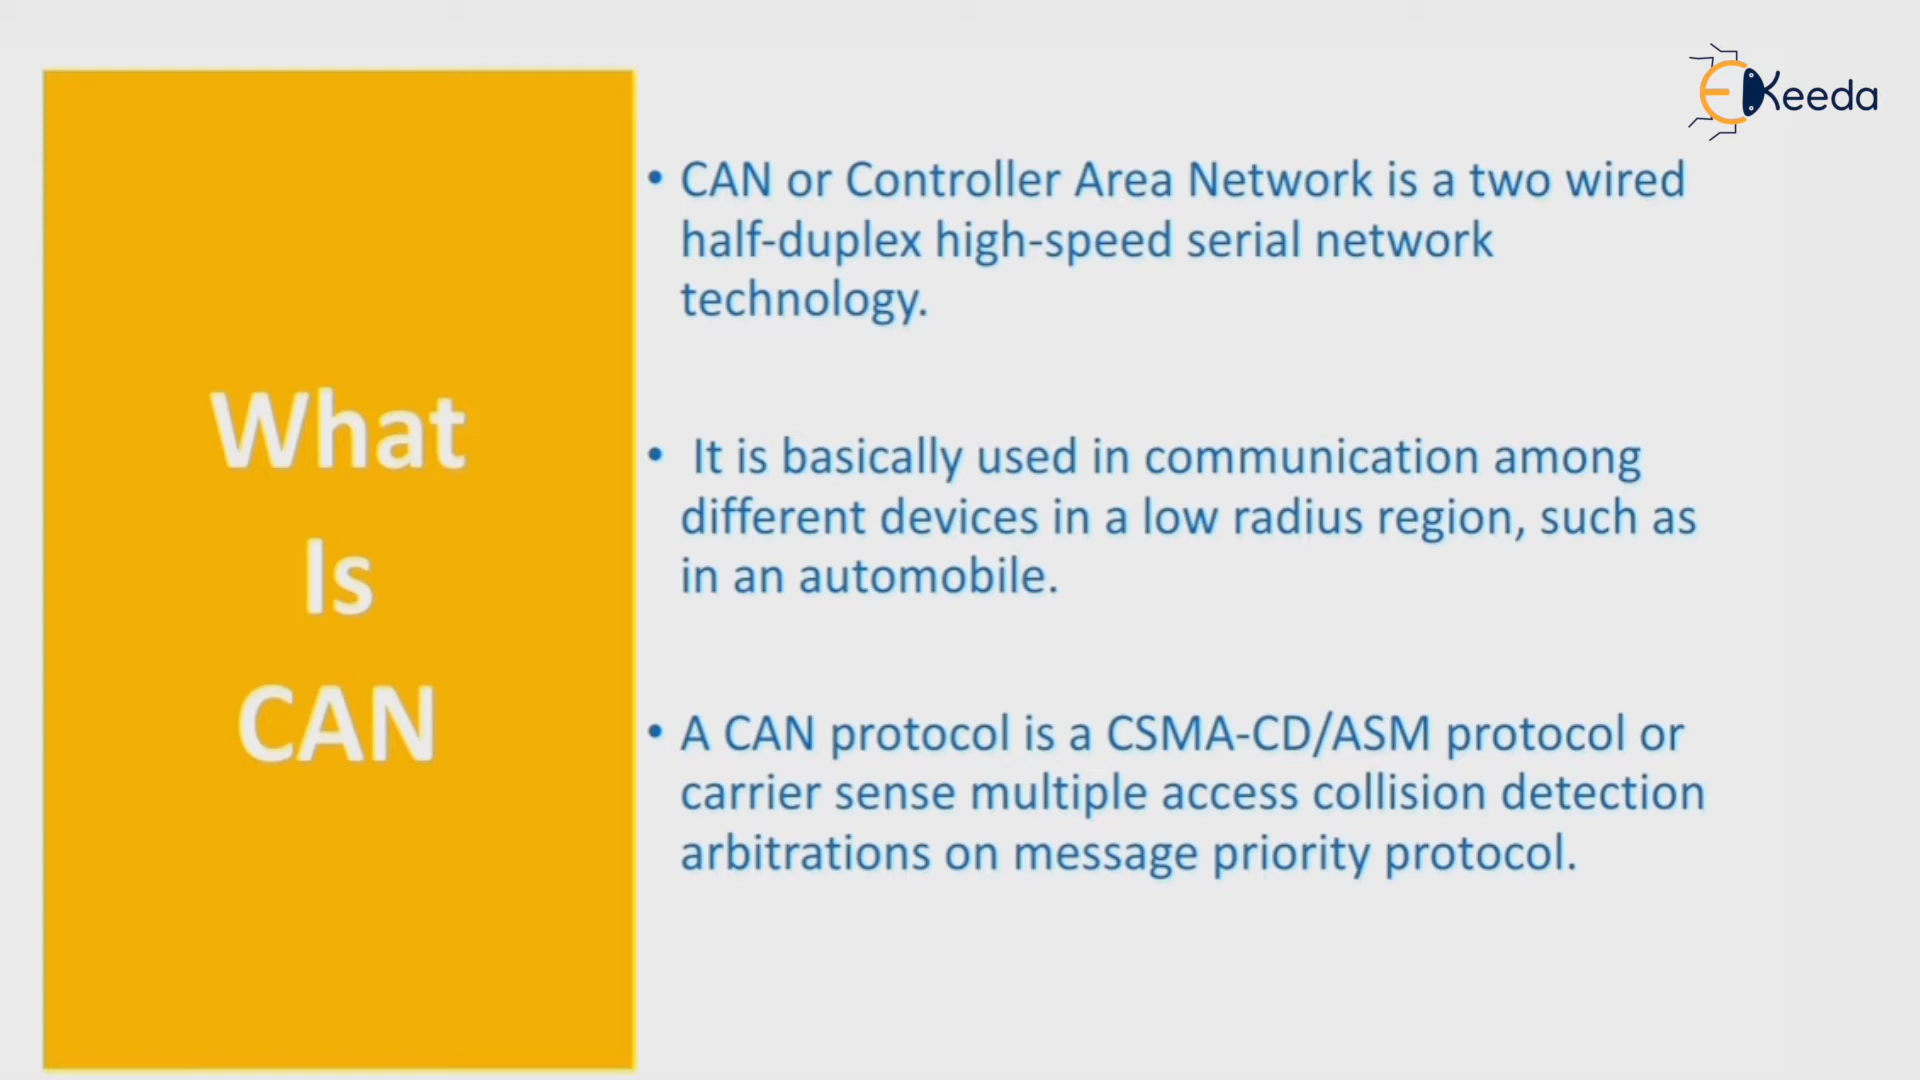 EKeeda
What
Is
CAN
• CAN or Controller Area Network is a two wired
half-duplex high-speed serial network
technology.
• It is basically used in communication among
different devices in a low radius region, such as
in an automobile.
• A CAN protocol is a CSMA-CD/ASM protocol or
carrier sense multiple access collision detection
arbitrations on message priority protocol.